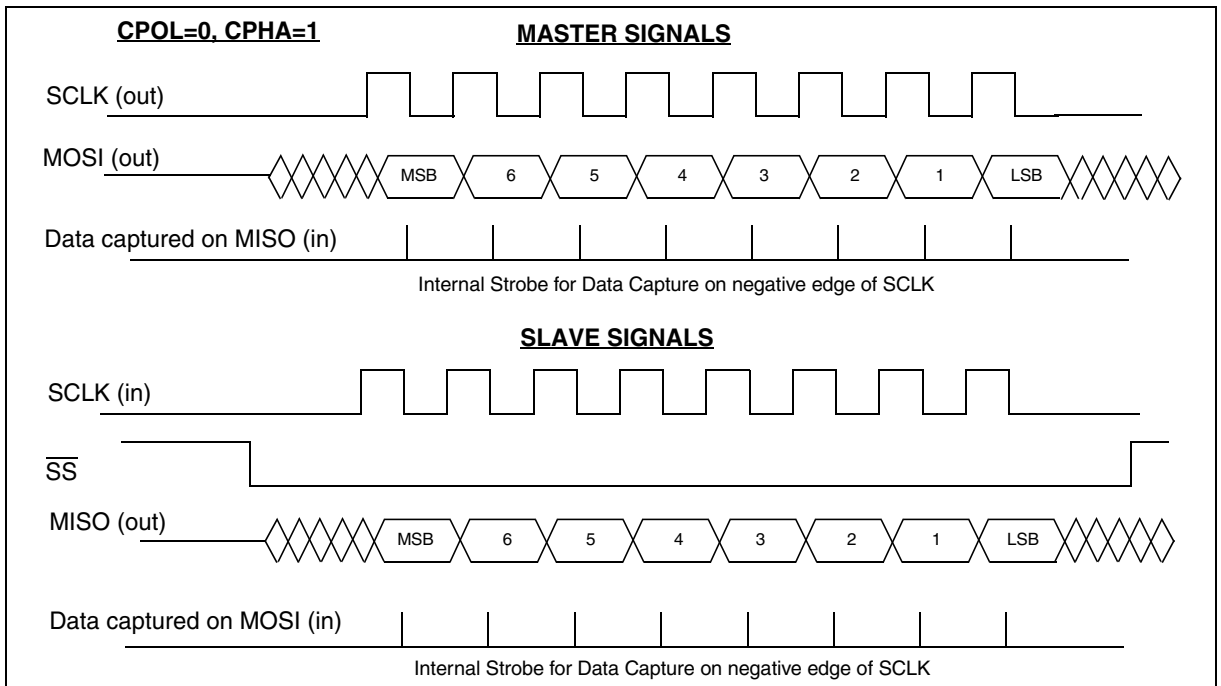 CPOL=0, CPHA=1
MASTER SIGNALS
SCLK (out)
MOSI (out)
MSB 6 5 4 3 2 1 LSB
Data captured on MISO (in)
Internal Strobe for Data Capture on negative edge of SCLK
SLAVE SIGNALS
SCLK (in)
SS
MISO (out)
MSB 6 5 4 3 2 1 LSB
Data captured on MOSI (in)
Internal Strobe for Data Capture on negative edge of SCLK